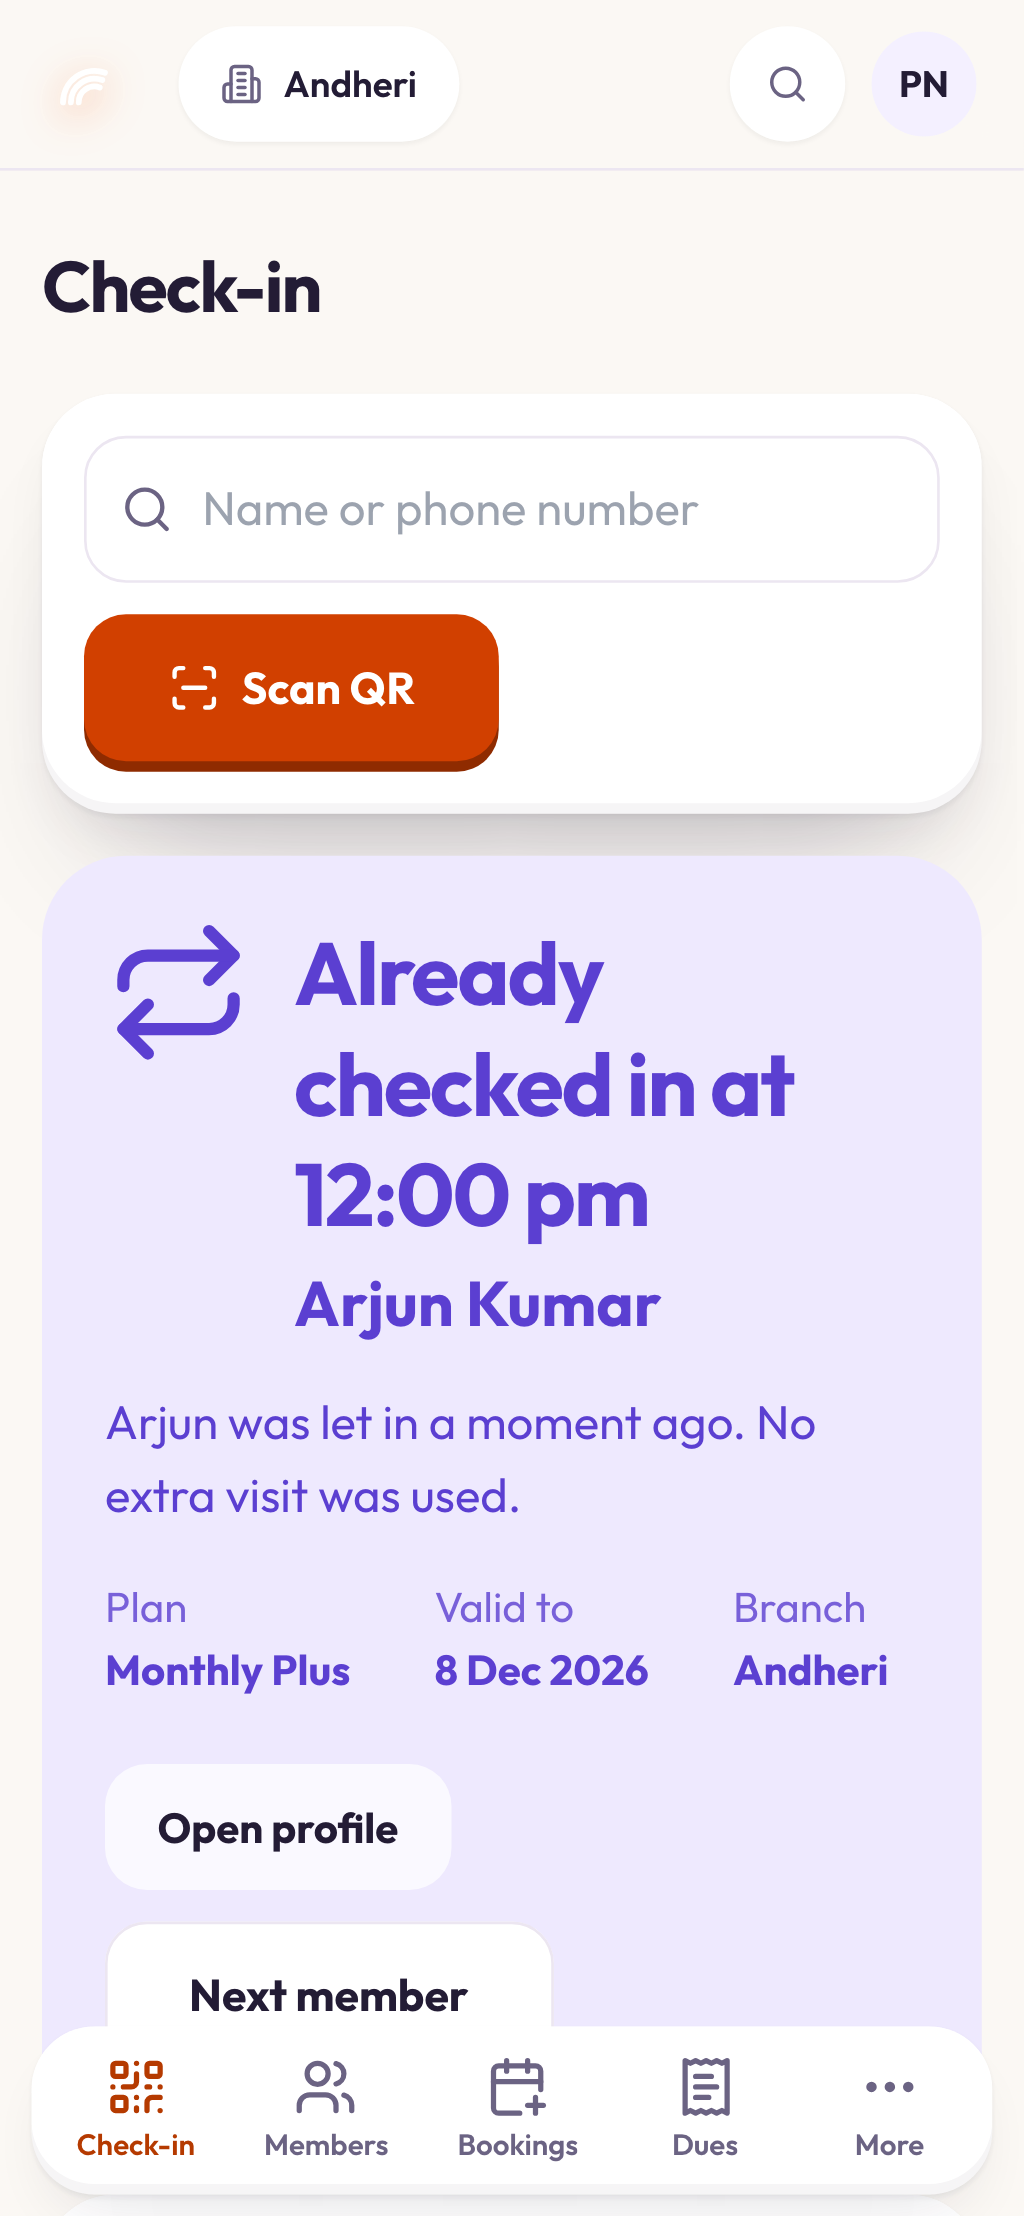 Andheri
PN
Check-in
Name or phone number
Scan QR
Already
checked in at
12:00 pm
Arjun Kumar
Arjun was let in a moment ago. No
extra visit was used.
Plan
Valid to
Branch
Monthly Plus
8 Dec 2026
Andheri
Open profile
Next member
Check-in
Members
Bookings
Dues
More